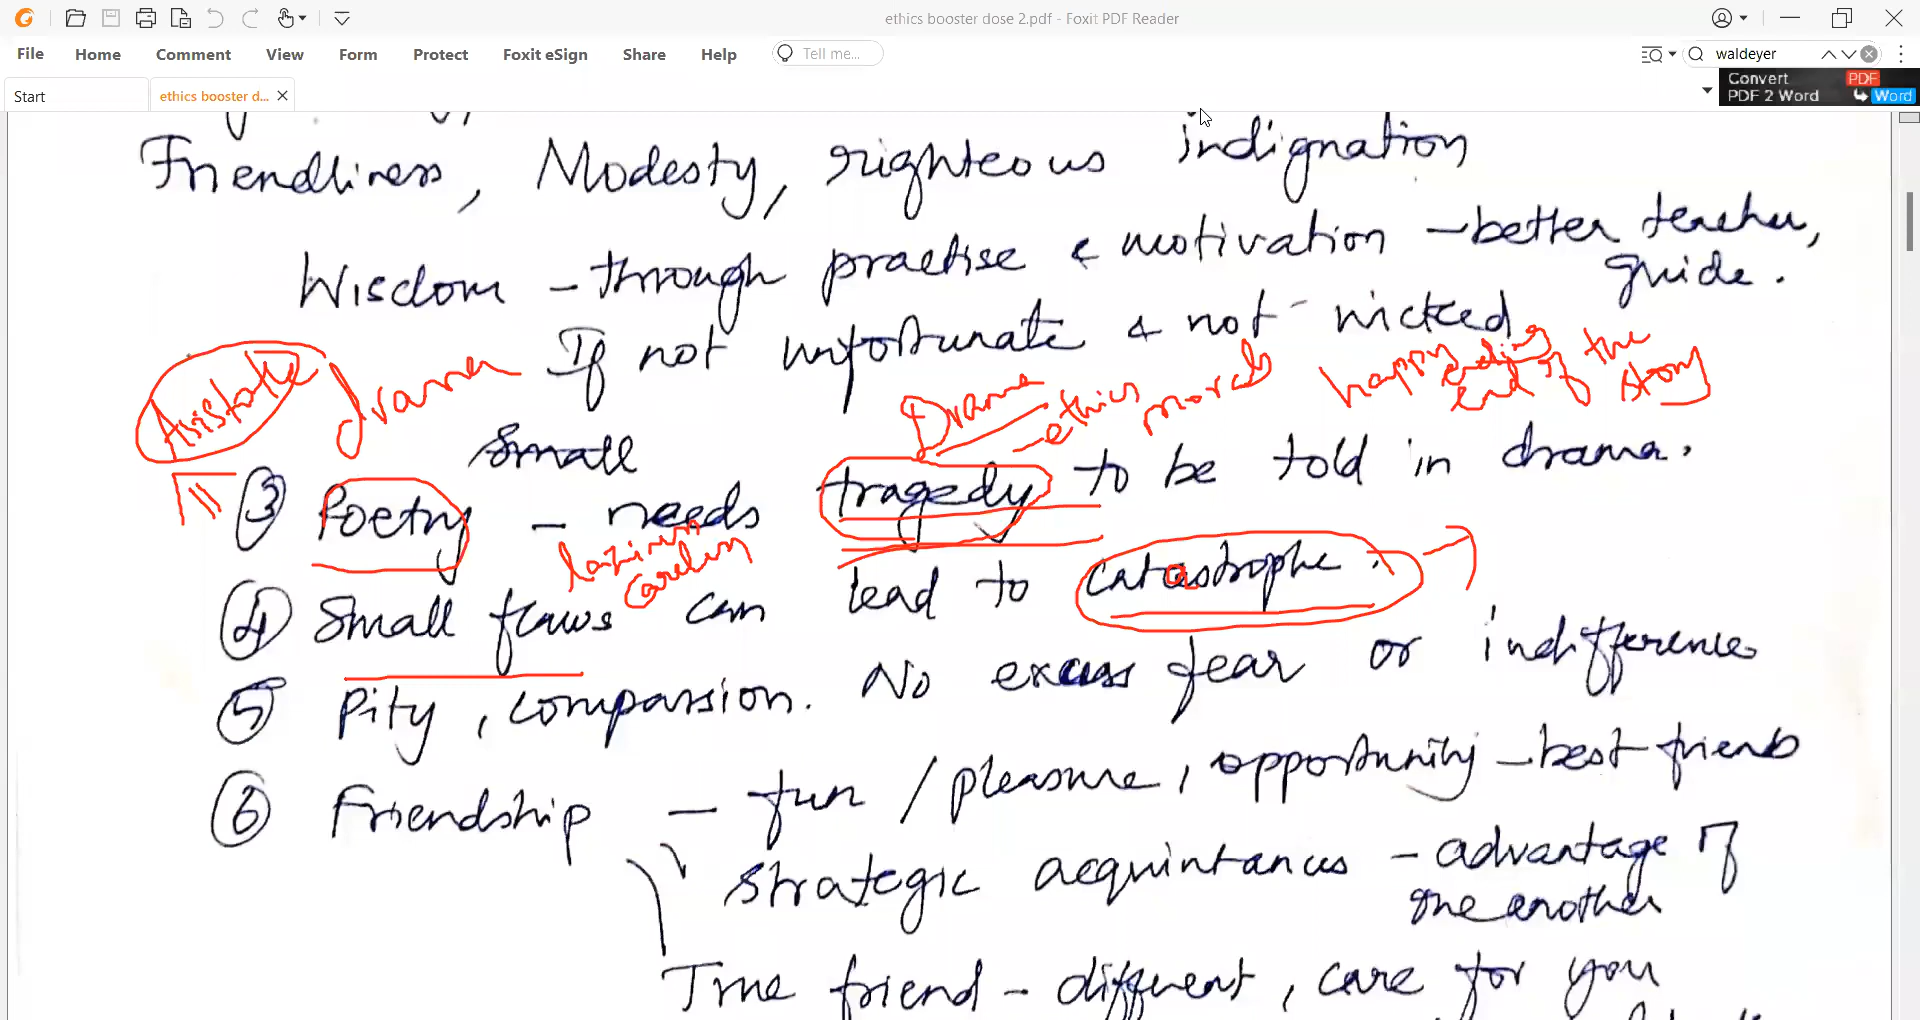 ethics booster dose 2.pdf - Foxit PDF Reader
File Home Comment View Form Protect Foxit eSign Share Help Tell me... waldeyer
Convert PDF
PDF 2 Word Word
Start ethics booster d...
Friendliness, Modesty, righteous indignation
Wisdom - through practise & motivation - better teacher,
guide.
If not unfortunate & not wicked
Aristotle drama
Drama - ethics morals happy ending
end of the story
small
③ Poetry - needs tragedy to be told in drama.
laziness
careless
④ Small flaws can lead to catastrophe.
⑤ Pity, compassion. No excess fear or indifference
⑥ Friendship - fun / pleasure, opportunity - best friends
strategic acquintances - advantage of
one another
True friend - different, care for you